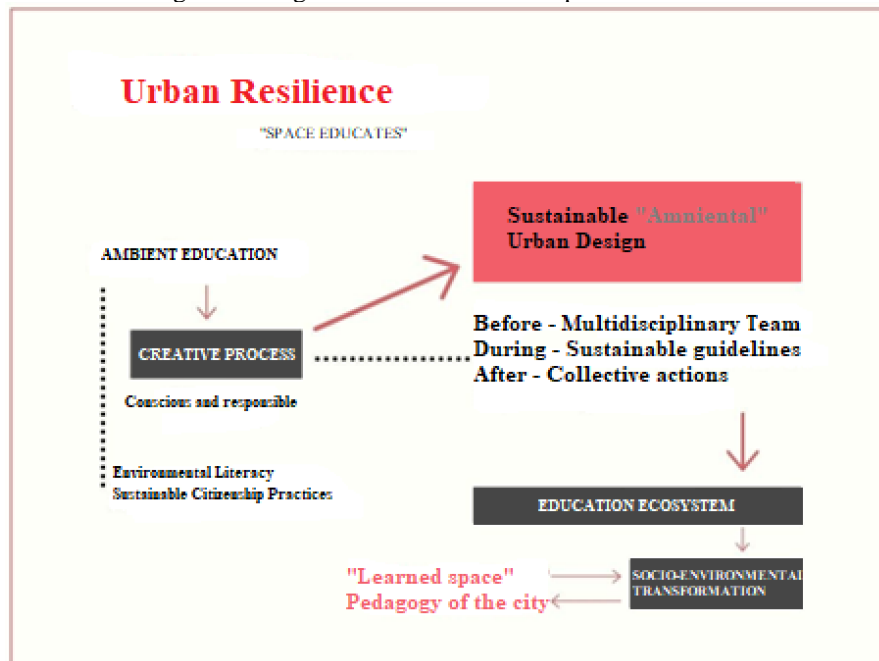 Urban Resilience
"SPACE EDUCATES"
Sustainable "Amniental"
Urban Design
AMBIENT EDUCATION
CREATIVE PROCESS
Conscious and responsible
Before - Multidisciplinary Team
During - Sustainable guidelines
After - Collective actions
Environmental Literacy
Sustainable Citizenship Practices
EDUCATION ECOSYSTEM
"Learned space"
Pedagogy of the city
SOCIO-ENVIRONMENTAL
TRANSFORMATION